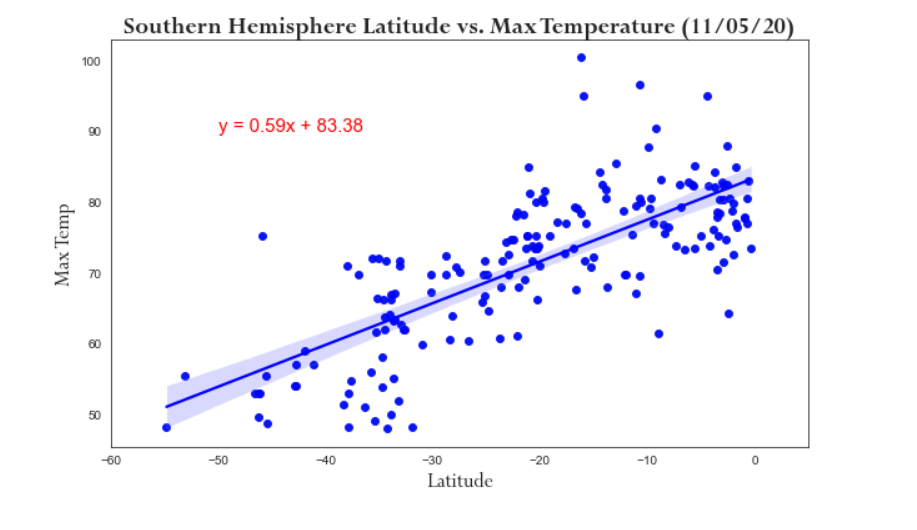 Southern Hemisphere Latitude vs. Max Temperature (11/05/20)
100
90
80
70
60
50
y = 0.59x + 83.38
Max Temp
−60 −50 −40 −30 −20 −10 0
Latitude